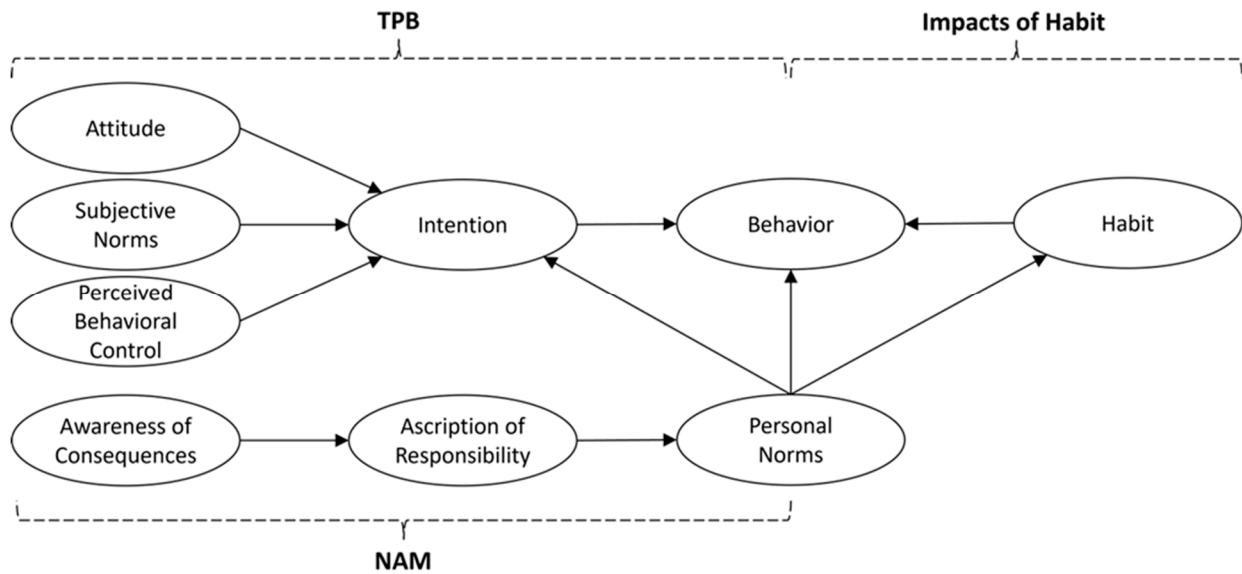 TPB
Impacts of Habit
Attitude
Subjective
Norms
Intention
Behavior
Habit
Perceived
Behavioral
Control
Awareness of
Consequences
Ascription of
Responsibility
Personal
Norms
NAM